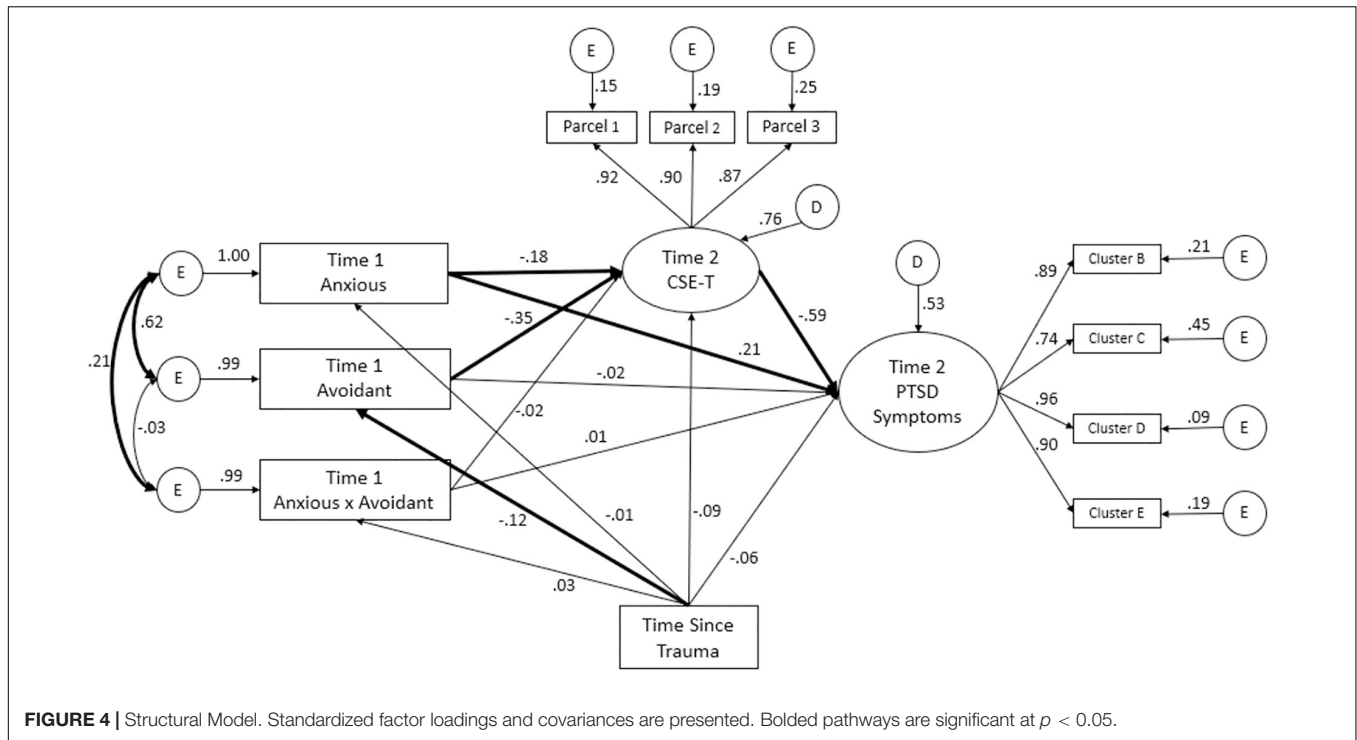 E E E
.15 .19 .25
Parcel 1 Parcel 2 Parcel 3
.92 .90 .87
D
.76
E 1.00 Time 1
Anxious
-.18
Time 2
CSE-T
D
.53
.89 Cluster B .21 E
.62
-.35
-.59
.21
.21
.74 Cluster C .45 E
E .99 Time 1
Avoidant
-.02
Time 2
PTSD
Symptoms
-.03
-.02
.01
.96 Cluster D .09 E
E .99 Time 1
Anxious x Avoidant
.90
-.12
-.01
-.09
-.06
Cluster E .19 E
.03
Time Since
Trauma
FIGURE 4 | Structural Model. Standardized factor loadings and covariances are presented. Bolded pathways are significant at p < 0.05.